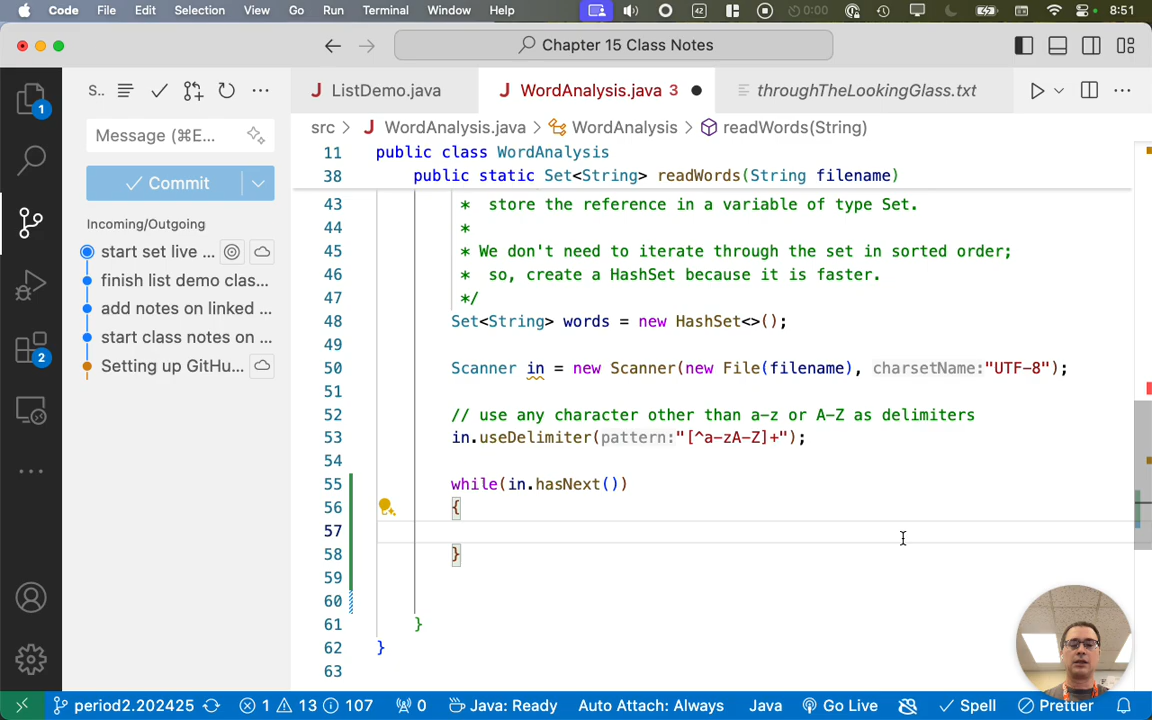 Code File Edit Selection View Go Run Terminal Window Help 42 0:00 8:51
Chapter 15 Class Notes
S..
ListDemo.java
WordAnalysis.java 3
throughTheLookingGlass.txt
1
Message (⌘E...
Commit
Incoming/Outgoing
start set live ...
finish list demo clas...
add notes on linked ...
start class notes on ...
Setting up GitHu...
2
src > WordAnalysis.java > WordAnalysis > readWords(String)
11 public class WordAnalysis
38 public static Set<String> readWords(String filename)
43 * store the reference in a variable of type Set.
44 *
45 * We don't need to iterate through the set in sorted order;
46 * so, create a HashSet because it is faster.
47 */
48 Set<String> words = new HashSet<>();
49
50 Scanner in = new Scanner(new File(filename), charsetName:"UTF-8");
51
52 // use any character other than a-z or A-Z as delimiters
53 in.useDelimiter(pattern:"[^a-zA-Z]+");
54
55 while(in.hasNext())
56 {
57
58 }
59
60
61 }
62 }
63
period2.202425 1 13 107 0 Java: Ready Auto Attach: Always Java Go Live Spell Prettier